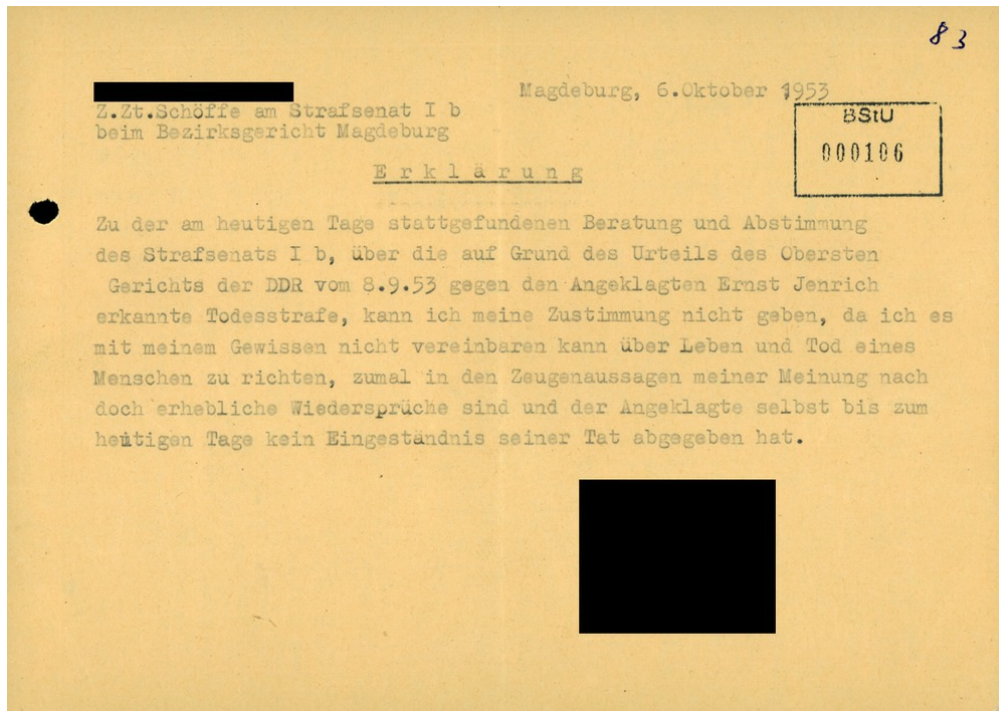 83
Magdeburg, 6.Oktober 1953
Z.Zt.Schöffe am Strafsenat I b
beim Bezirksgericht Magdeburg
BStU
000106
Erklärung
Zu der am heutigen Tage stattgefundenen Beratung und Abstimmung
des Strafsenats I b, über die auf Grund des Urteils des Obersten
Gerichts der DDR vom 8.9.53 gegen den Angeklagten Ernst Jenrich
erkannte Todesstrafe, kann ich meine Zustimmung nicht geben, da ich es
mit meinem Gewissen nicht vereinbaren kann über Leben und Tod eines
Menschen zu richten, zumal in den Zeugenaussagen meiner Meinung nach
doch erhebliche Wiedersprüche sind und der Angeklagte selbst bis zum
heutigen Tage kein Eingeständnis seiner Tat abgegeben hat.